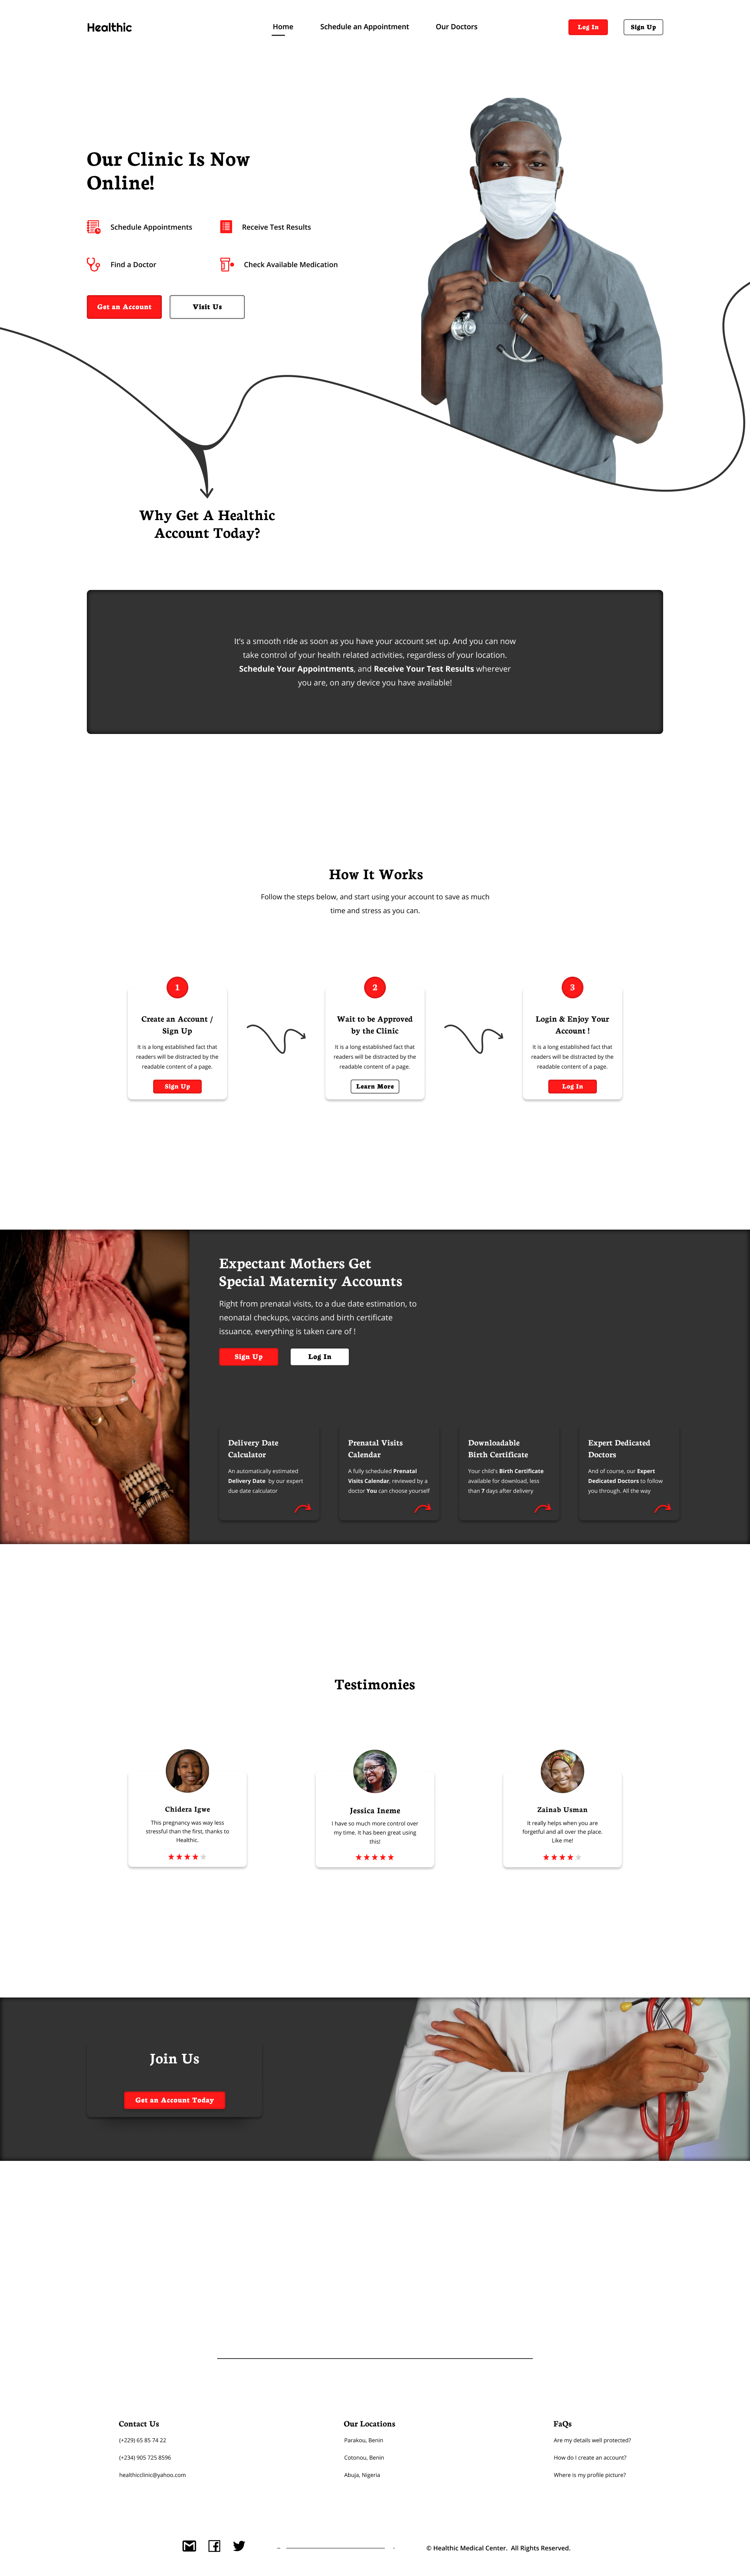 Healthic
Home
Schedule an Appointment
Our Doctors
Log In
Sign Up
Our Clinic Is Now
Online!
Schedule Appointments
Receive Test Results
Find a Doctor
Check Available Medication
Get an Account
Visit Us
Why Get A Healthic
Account Today?
It's a smooth ride as soon as you have your account set up. And you can now
take control of your health related activities, regardless of your location.
Schedule Your Appointments, and Receive Your Test Results wherever
you are, on any device you have available!
How It Works
Follow the steps below, and start using your account to save as much
time and stress as you can.
1
Create an Account /
Sign Up
It is a long established fact that
readers will be distracted by the
readable content of a page.
Sign Up
2
Wait to be Approved
by the Clinic
It is a long established fact that
readers will be distracted by the
readable content of a page.
Learn More
3
Login & Enjoy Your
Account !
It is a long established fact that
readers will be distracted by the
readable content of a page.
Log In
Expectant Mothers Get
Special Maternity Accounts
Right from prenatal visits, to a due date estimation, to
neonatal checkups, vaccins and birth certificate
issuance, everything is taken care of !
Sign Up
Log In
Delivery Date
Calculator
An automatically estimated
Delivery Date by our expert
due date calculator
Prenatal Visits
Calendar
A fully scheduled Prenatal
Visits Calendar, reviewed by a
doctor You can choose yourself
Downloadable
Birth Certificate
Your child's Birth Certificate
available for download, less
than 7 days after delivery
Expert Dedicated
Doctors
And of course, our Expert
Dedicated Doctors to follow
you through. All the way
Testimonies
Chidera Igwe
This pregnancy was way less
stressful than the first, thanks to
Healthic.
Jessica Ineme
I have so much more control over
my time. It has been great using
this!
Zainab Usman
It really helps when you are
forgetful and all over the place.
Like me!
Join Us
Get an Account Today
Contact Us
(+229) 65 85 74 22
(+234) 905 725 8596
healthicclinic@yahoo.com
Our Locations
Parakou, Benin
Cotonou, Benin
Abuja, Nigeria
FaQs
Are my details well protected?
How do I create an account?
Where is my profile picture?
© Healthic Medical Center. All Rights Reserved.